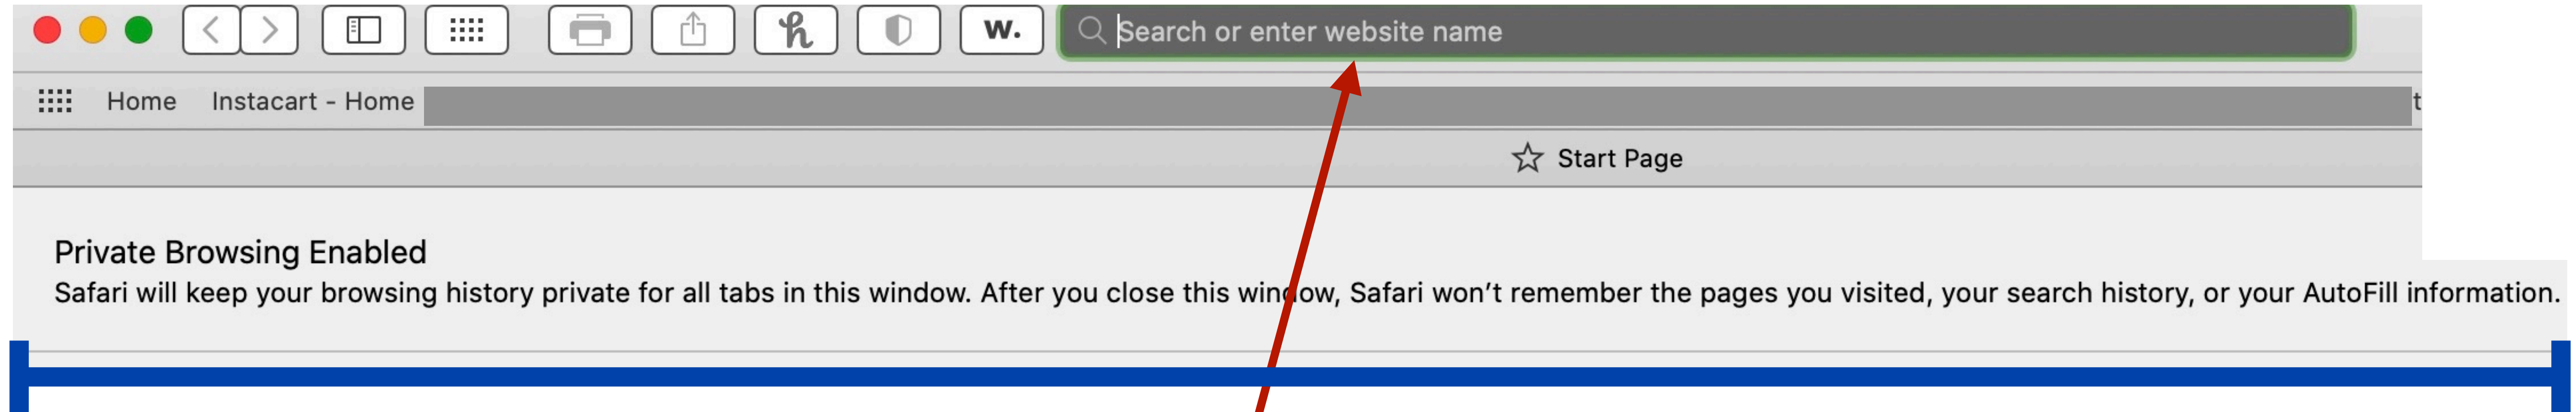 W. Search or enter website name
Home Instacart - Home t
Start Page
Private Browsing Enabled
Safari will keep your browsing history private for all tabs in this window. After you close this window, Safari won’t remember the pages you visited, your search history, or your AutoFill information.